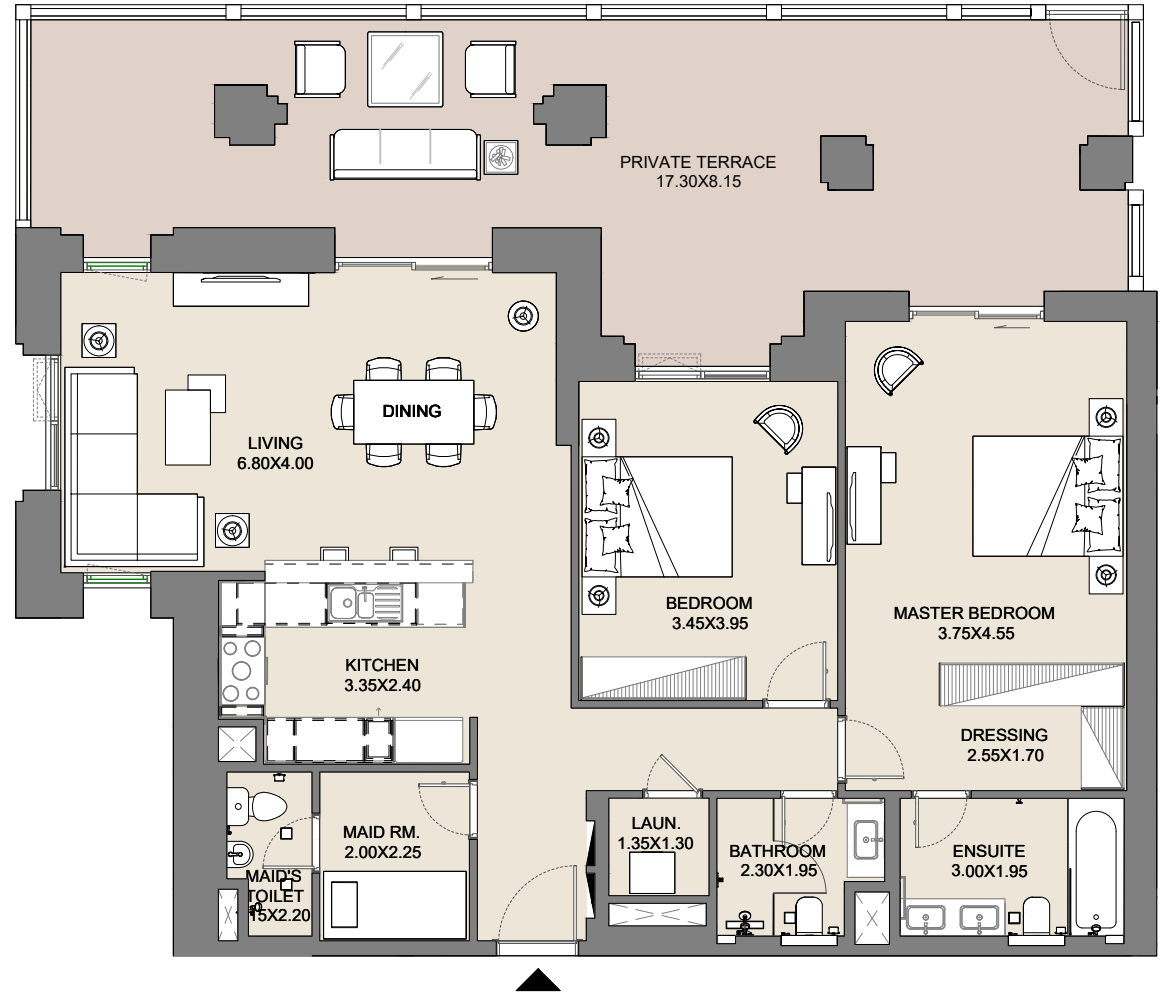 PRIVATE TERRACE
17.30X8.15
DINING
LIVING
6.80X4.00
BEDROOM
3.45X3.95
MASTER BEDROOM
3.75X4.55
KITCHEN
3.35X2.40
DRESSING
2.55X1.70
MAID RM.
2.00X2.25
LAUN.
1.35X1.30
BATHROOM
2.30X1.95
ENSUITE
3.00X1.95
MAID'S
TOILET
15X2.20